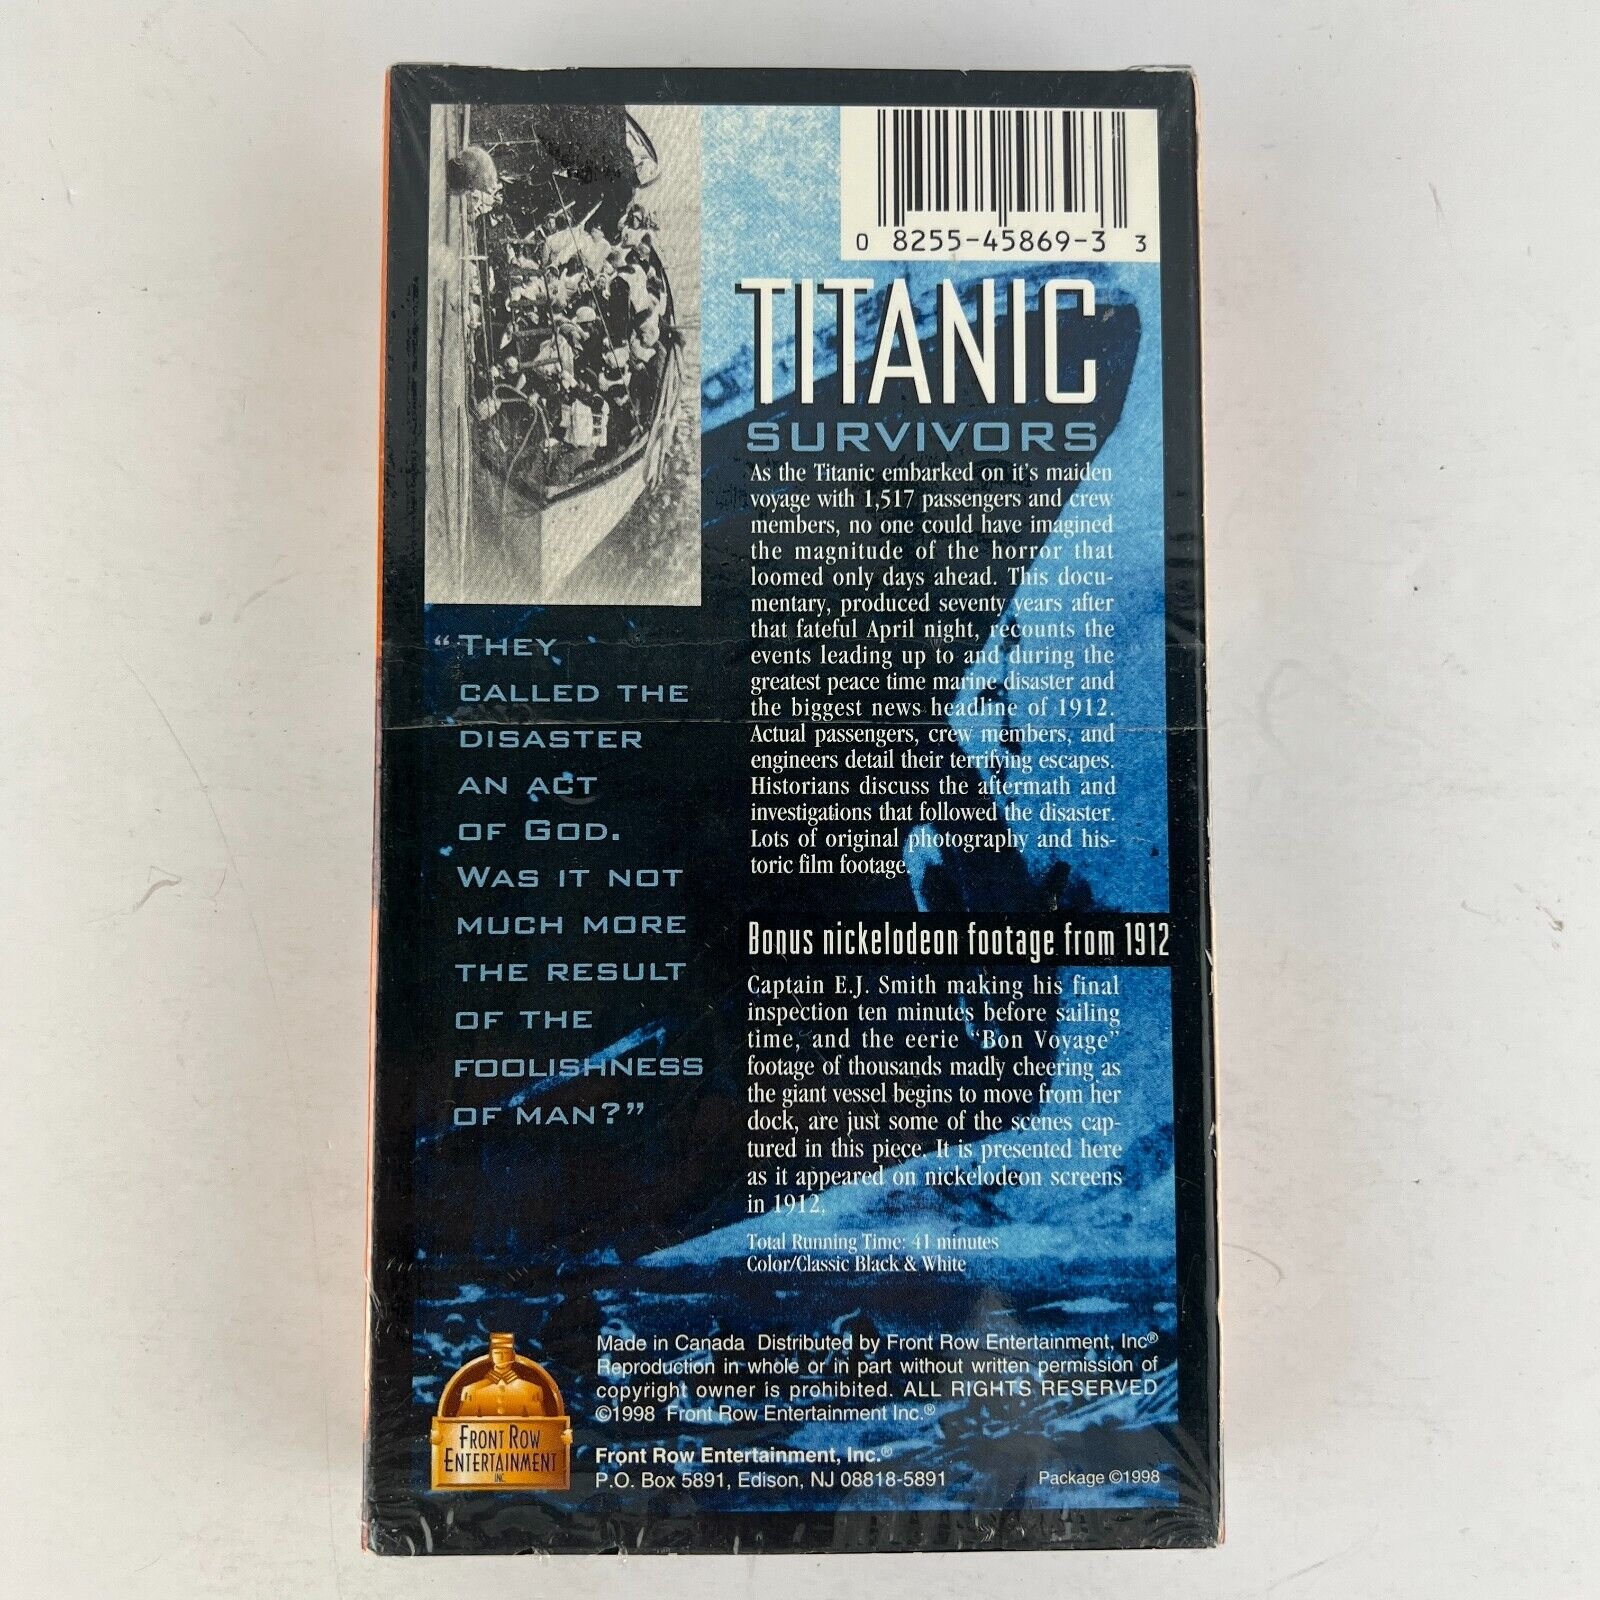 0 8255-45869-3 3
TITANIC
SURVIVORS
As the Titanic embarked on it's maiden
voyage with 1,517 passengers and crew
members, no one could have imagined
the magnitude of the horror that
loomed only days ahead. This docu-
mentary, produced seventy years after
that fateful April night, recounts the
events leading up to and during the
greatest peace time marine disaster and
the biggest news headline of 1912.
Actual passengers, crew members, and
engineers detail their terrifying escapes.
Historians discuss the aftermath and
investigations that followed the disaster.
Lots of original photography and his-
toric film footage.
"THEY
CALLED THE
DISASTER
AN ACT
OF GOD.
WAS IT NOT
MUCH MORE
THE RESULT
OF THE
FOOLISHNESS
OF MAN?"
Bonus nickelodeon footage from 1912
Captain E.J. Smith making his final
inspection ten minutes before sailing
time, and the eerie "Bon Voyage"
footage of thousands madly cheering as
the giant vessel begins to move from her
dock, are just some of the scenes cap-
tured in this piece. It is presented here
as it appeared on nickelodeon screens
in 1912.
Total Running Time: 41 minutes
Color/Classic Black & White
FRONT ROW
ENTERTAINMENT
INC.
Made in Canada Distributed by Front Row Entertainment, Inc®
Reproduction in whole or in part without written permission of
copyright owner is prohibited. ALL RIGHTS RESERVED
©1998 Front Row Entertainment Inc.®
Front Row Entertainment, Inc.®
P.O. Box 5891, Edison, NJ 08818-5891
Package ©1998